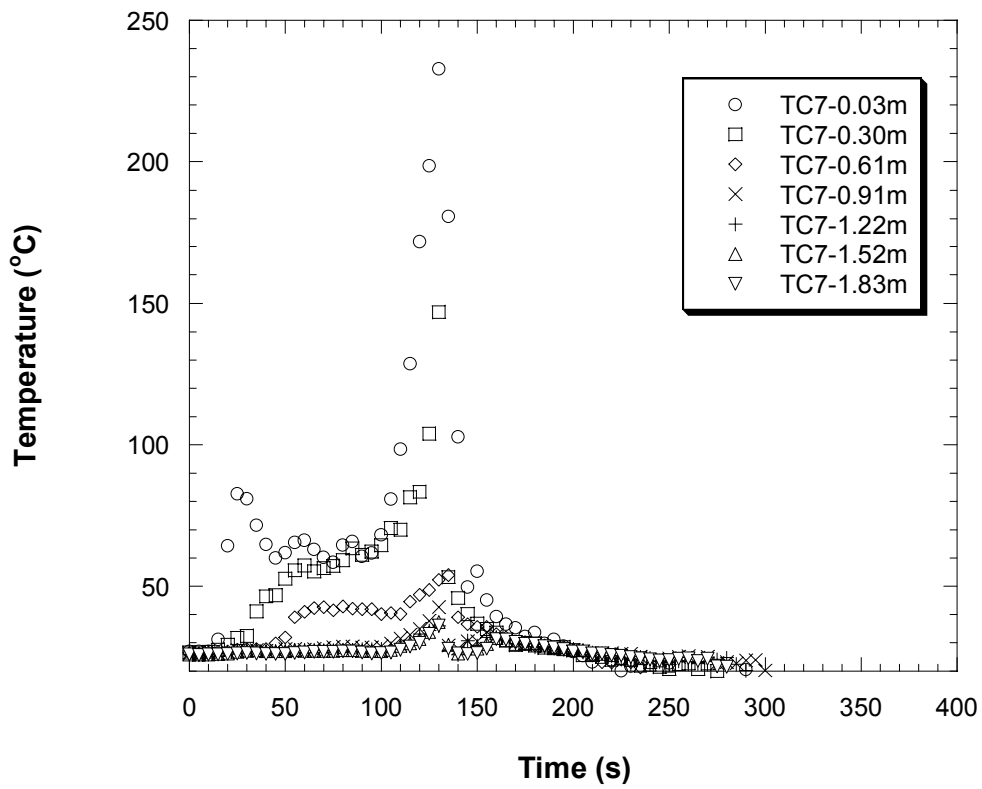 250
200
150
100
50
0
50
100
150
200
250
300
350
400
Temperature (°C)
Time (s)
TC7-0.03m
TC7-0.30m
TC7-0.61m
TC7-0.91m
TC7-1.22m
TC7-1.52m
TC7-1.83m